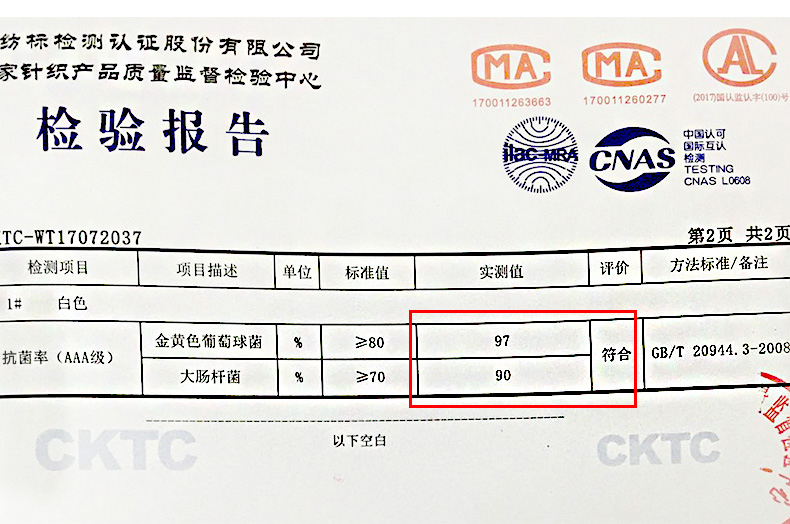 纺标检测认证股份有限公司
家针织产品质量监督检验中心
检验报告
MA
170011263663
MA
170011260277
AL
(2017)国认监认字(100)号
ilac-MRA
CNAS
中国认可
国际互认
检测
TESTING
CNAS L0608
TC-WT17072037
第2页 共2页
检测项目 项目描述 单位 标准值 实测值 评价 方法标准/备注
1# 白色
抗菌率(AAA级) 金黄色葡萄球菌 % ≥80 97 符合 GB/T 20944.3-2008
大肠杆菌 % ≥70 90
以下空白
CKTC CKTC